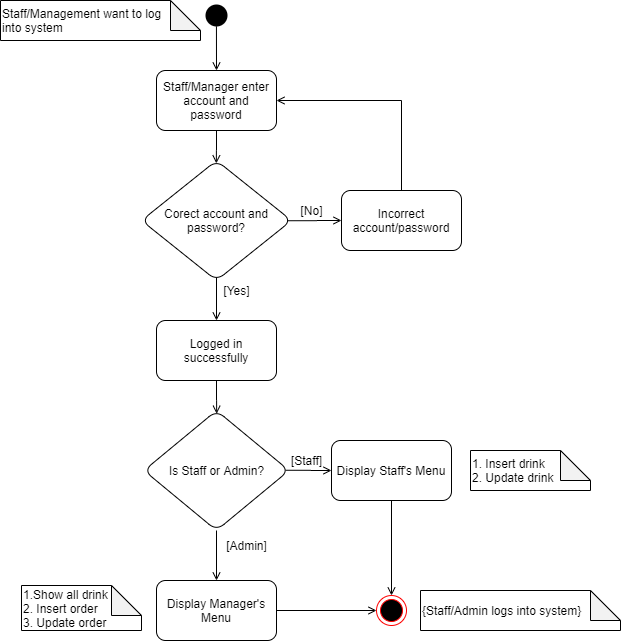 Staff/Management want to log
into system
Staff/Manager enter
account and
password
Corect account and
password?
[No]
Incorrect
account/password
[Yes]
Logged in
successfully
Is Staff or Admin?
[Staff]
Display Staff's Menu
1. Insert drink
2. Update drink
[Admin]
1.Show all drink
2. Insert order
3. Update order
Display Manager's
Menu
{Staff/Admin logs into system}